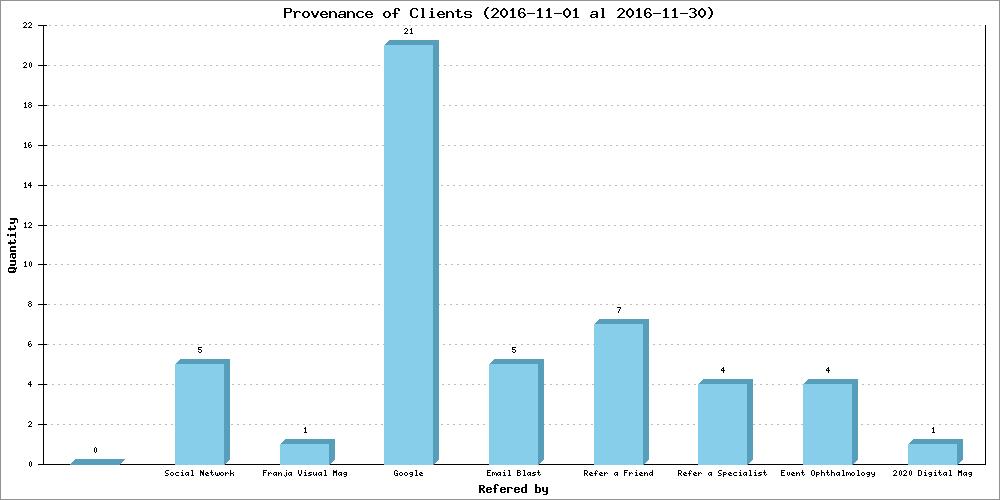 Provenance of Clients (2016-11-01 al 2016-11-30)
Quantity
22
20
18
16
14
12
10
8
6
4
2
0
0
5
1
21
5
7
4
4
1
Social Network
Franja Visual Mag
Google
Email Blast
Refer a Friend
Refer a Specialist
Event Ophthalmology
2020 Digital Mag
Refered by